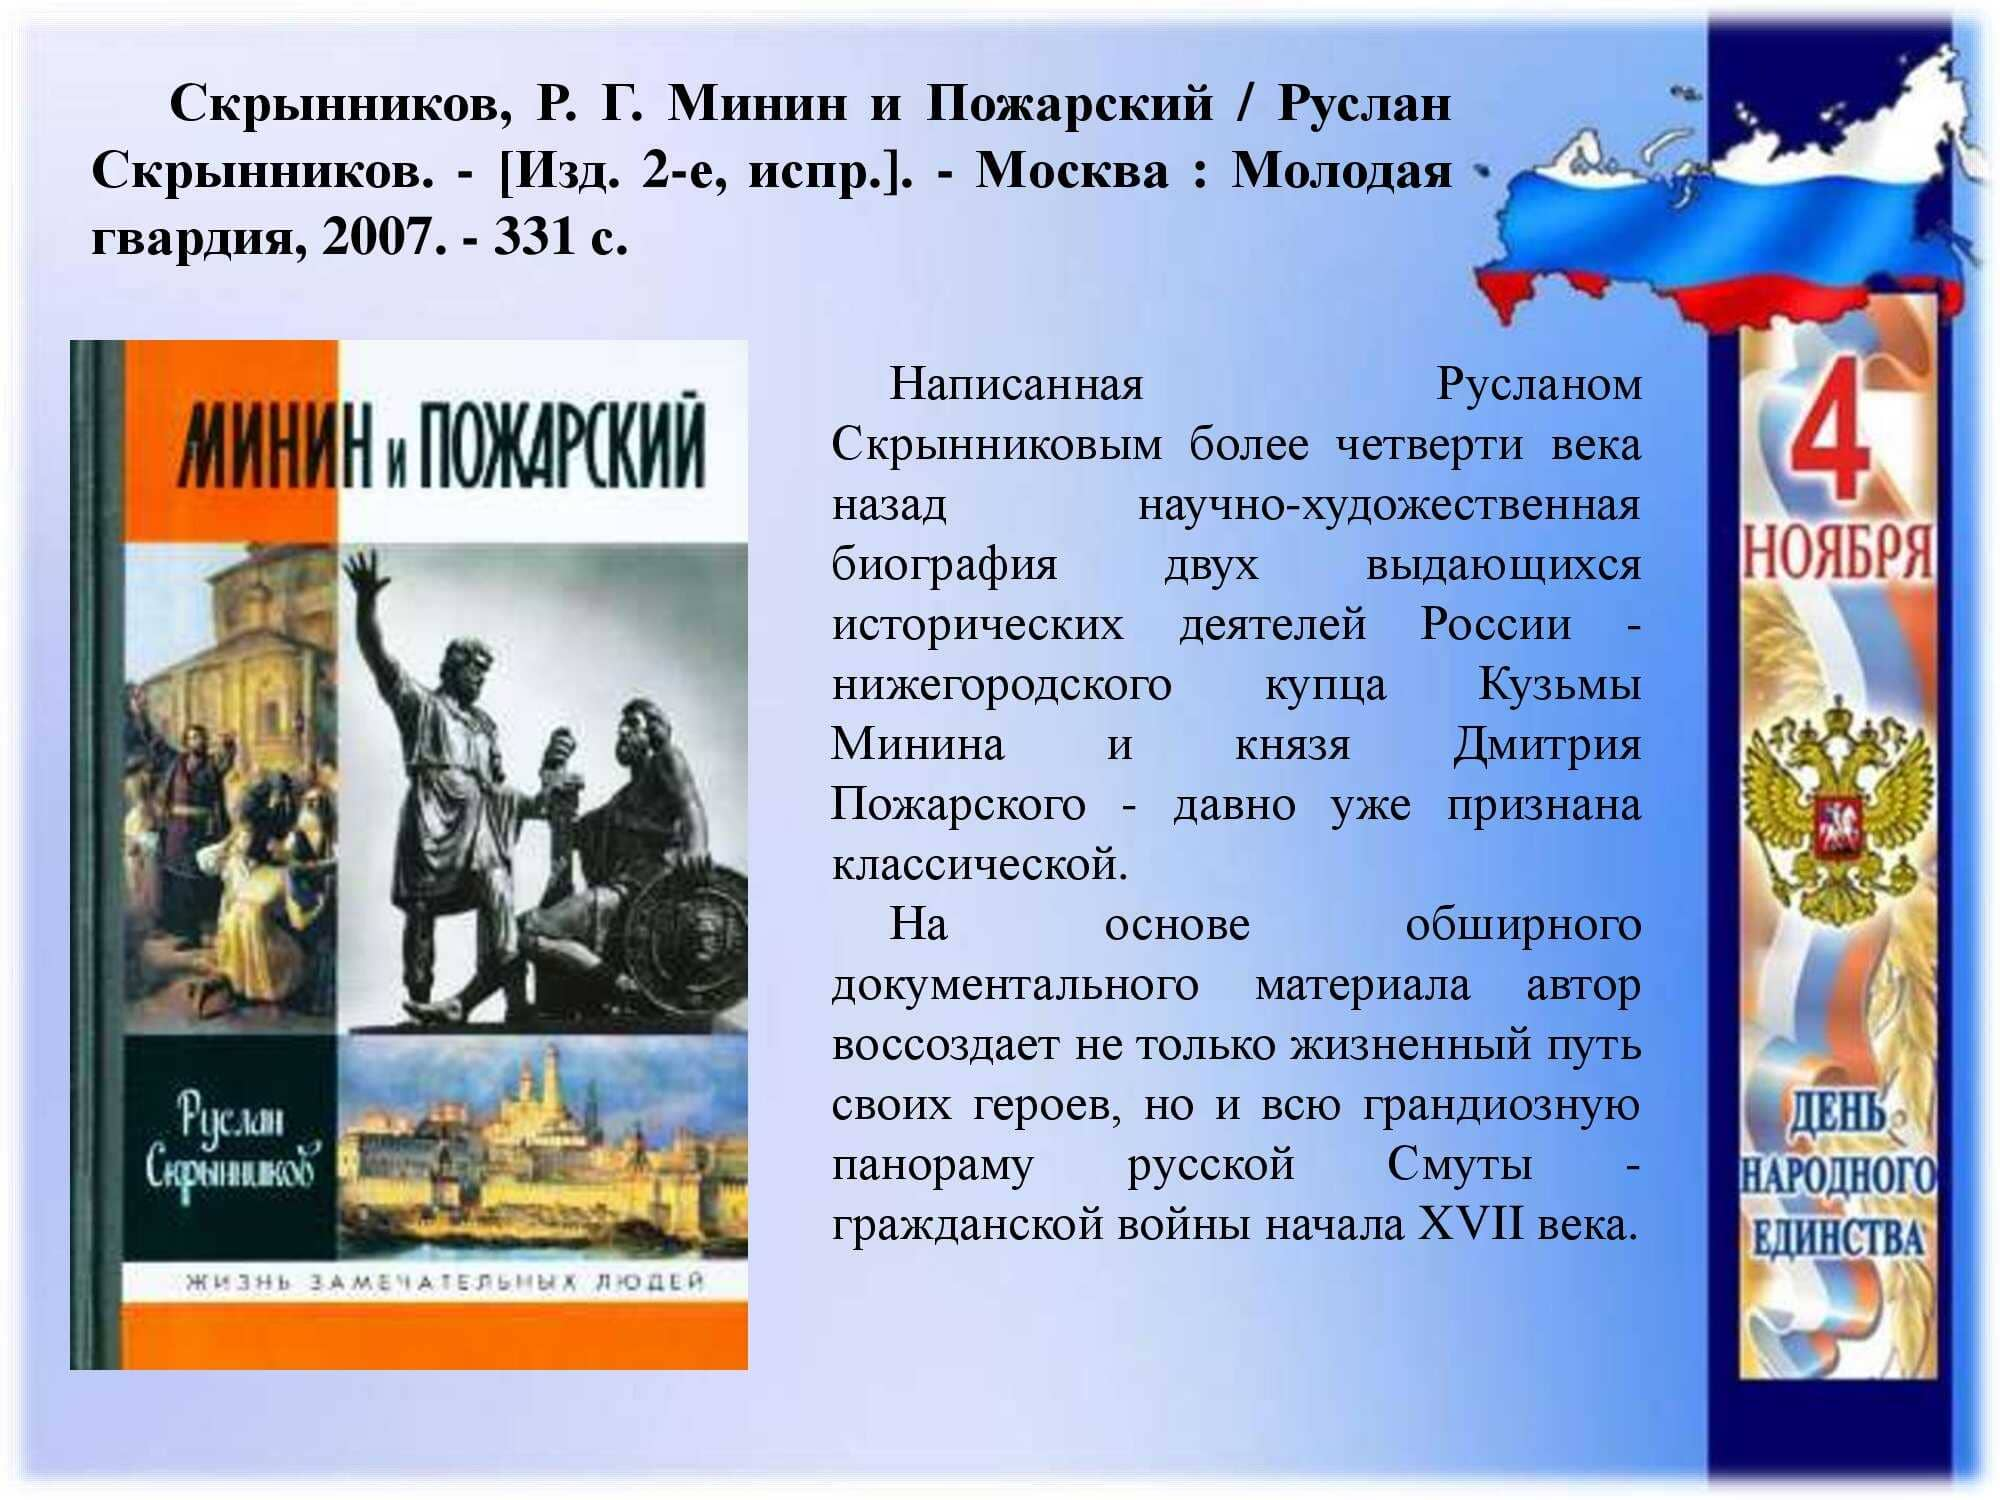 Скрынников, Р. Г. Минин и Пожарский / Руслан
Скрынников. - [Изд. 2-е, испр.]. - Москва : Молодая
гвардия, 2007. - 331 с.
МИНИН и ПОЖАРСКИЙ
Руслан
Скрынников
ЖИЗНЬ ЗАМЕЧАТЕЛЬНЫХ ЛЮДЕЙ
Написанная Русланом
Скрынниковым более четверти века
назад научно-художественная
биография двух выдающихся
исторических деятелей России -
нижегородского купца Кузьмы
Минина и князя Дмитрия
Пожарского - давно уже признана
классической.
На основе обширного
документального материала автор
воссоздает не только жизненный путь
своих героев, но и всю грандиозную
панораму русской Смуты -
гражданской войны начала XVII века.
4
НОЯБРЯ
ДЕНЬ
НАРОДНОГО
ЕДИНСТВА